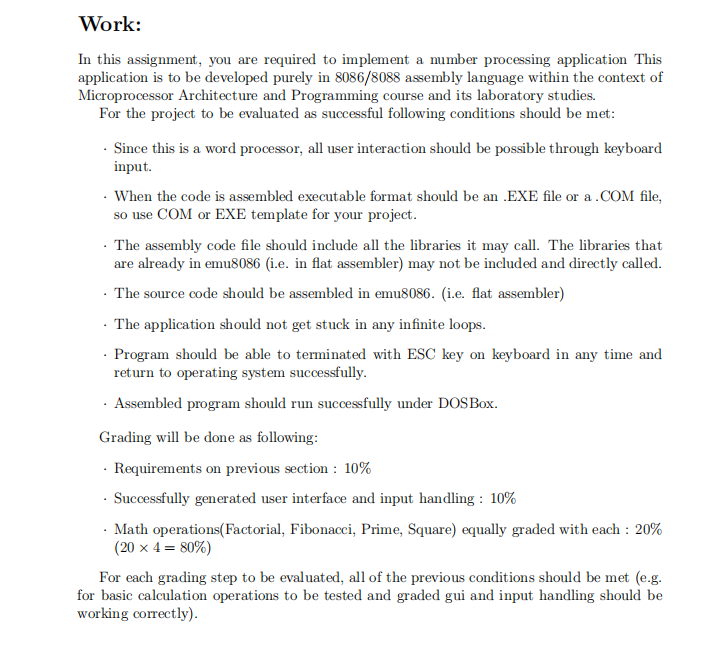 Work:
In this assignment, you are required to implement a number processing application This
application is to be developed purely in 8086/8088 assembly language within the context of
Microprocessor Architecture and Programming course and its laboratory studies.
For the project to be evaluated as successful following conditions should be met:
· Since this is a word processor, all user interaction should be possible through keyboard
input.
· When the code is assembled executable format should be an .EXE file or a .COM file,
so use COM or EXE template for your project.
· The assembly code file should include all the libraries it may call. The libraries that
are already in emu8086 (i.e. in flat assembler) may not be included and directly called.
· The source code should be assembled in emu8086. (i.e. flat assembler)
· The application should not get stuck in any infinite loops.
· Program should be able to terminated with ESC key on keyboard in any time and
return to operating system successfully.
· Assembled program should run successfully under DOSBox.
Grading will be done as following:
· Requirements on previous section : 10%
· Successfully generated user interface and input handling : 10%
· Math operations(Factorial, Fibonacci, Prime, Square) equally graded with each : 20%
(20 × 4 = 80%)
For each grading step to be evaluated, all of the previous conditions should be met (e.g.
for basic calculation operations to be tested and graded gui and input handling should be
working correctly).